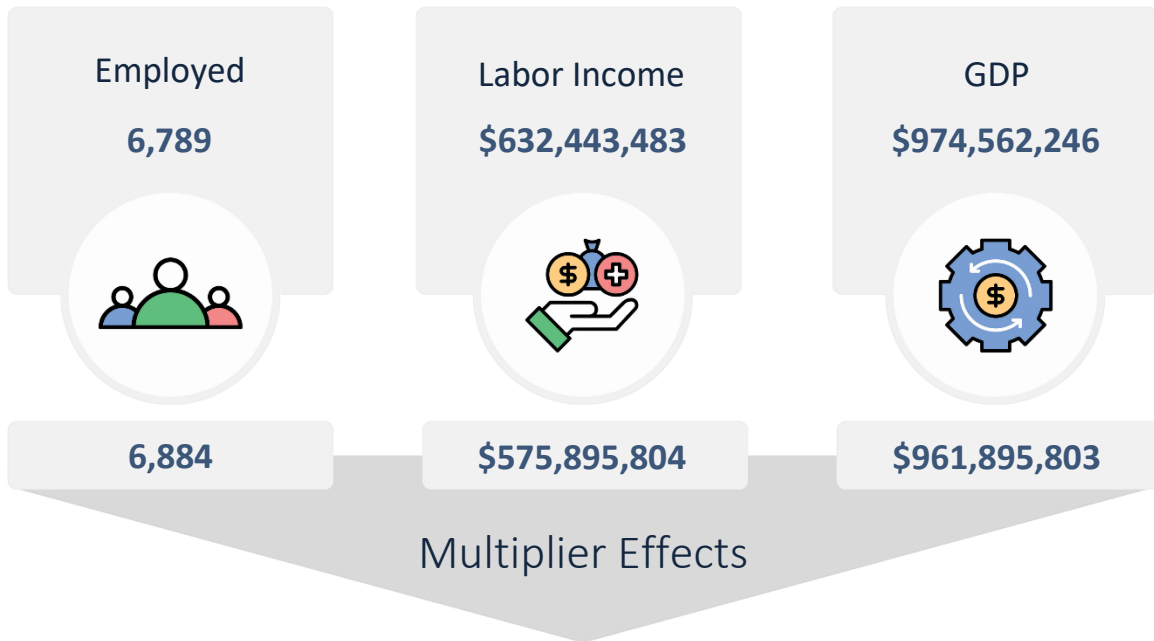 Employed
6,789
Labor Income
$632,443,483
GDP
$974,562,246
$
$
6,884
$575,895,804
$961,895,803
Multiplier Effects